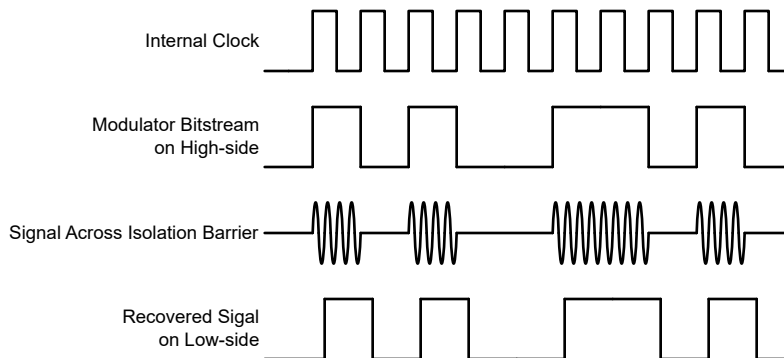 Internal Clock
Modulator Bitstream
on High-side
Signal Across Isolation Barrier
Recovered Sigal
on Low-side